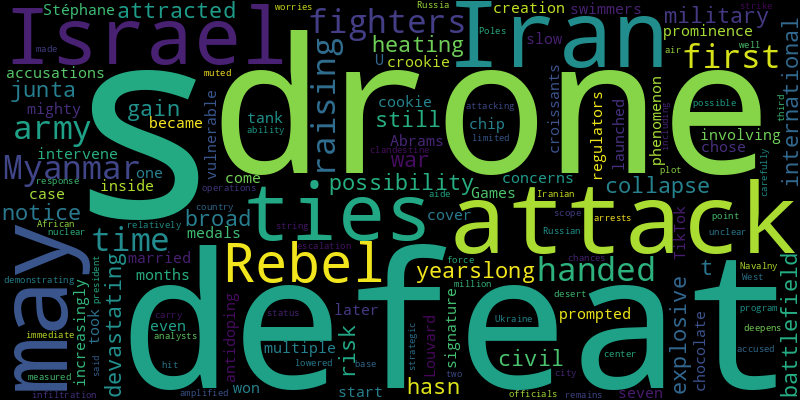 Stéphane
attracted
Israel
fighters
Iran
creation
swimmers
worries
Russia
Poles
slow
strike
made
military
prominence
air
well
first
accusations
muted
heating
U
crookie
s
drone
raising
junta
mighty
gain
became
vulnerable
tank
ability
cookie
still
Abrams
chip
attacking
limited
croissants
regulators
launched
phenomenon
including
possible
third
international
involving
chose
army
intervene
Myanmar
response
African
nuclear
case
one
inside
operations
country
relatively
come
clandestine
war
possibility
aide
Games
Iranian
concerns
collapse
plot
carefully
notice
time
broad
medals
ties
string
escalation
cover
attack
scope
arrests
Russian
chances
TikTok
point
unclear
may
demonstrating
president
devastating
married
months
Rebel
yearslong
handed
force
million
desert
t
explosive
Navalny
West
program
deepens
accused
battlefield
increasingly
immediate
measured
infiltration
said
took
even
analysts
carry
hit
amplified
status
antidoping
won
defeat
multiple
lowered
later
risk
start
base
strategic
Louvard
signature
two
hasn
civil
Ukraine
prompted
center
city
officials
remains
seven
chocolate